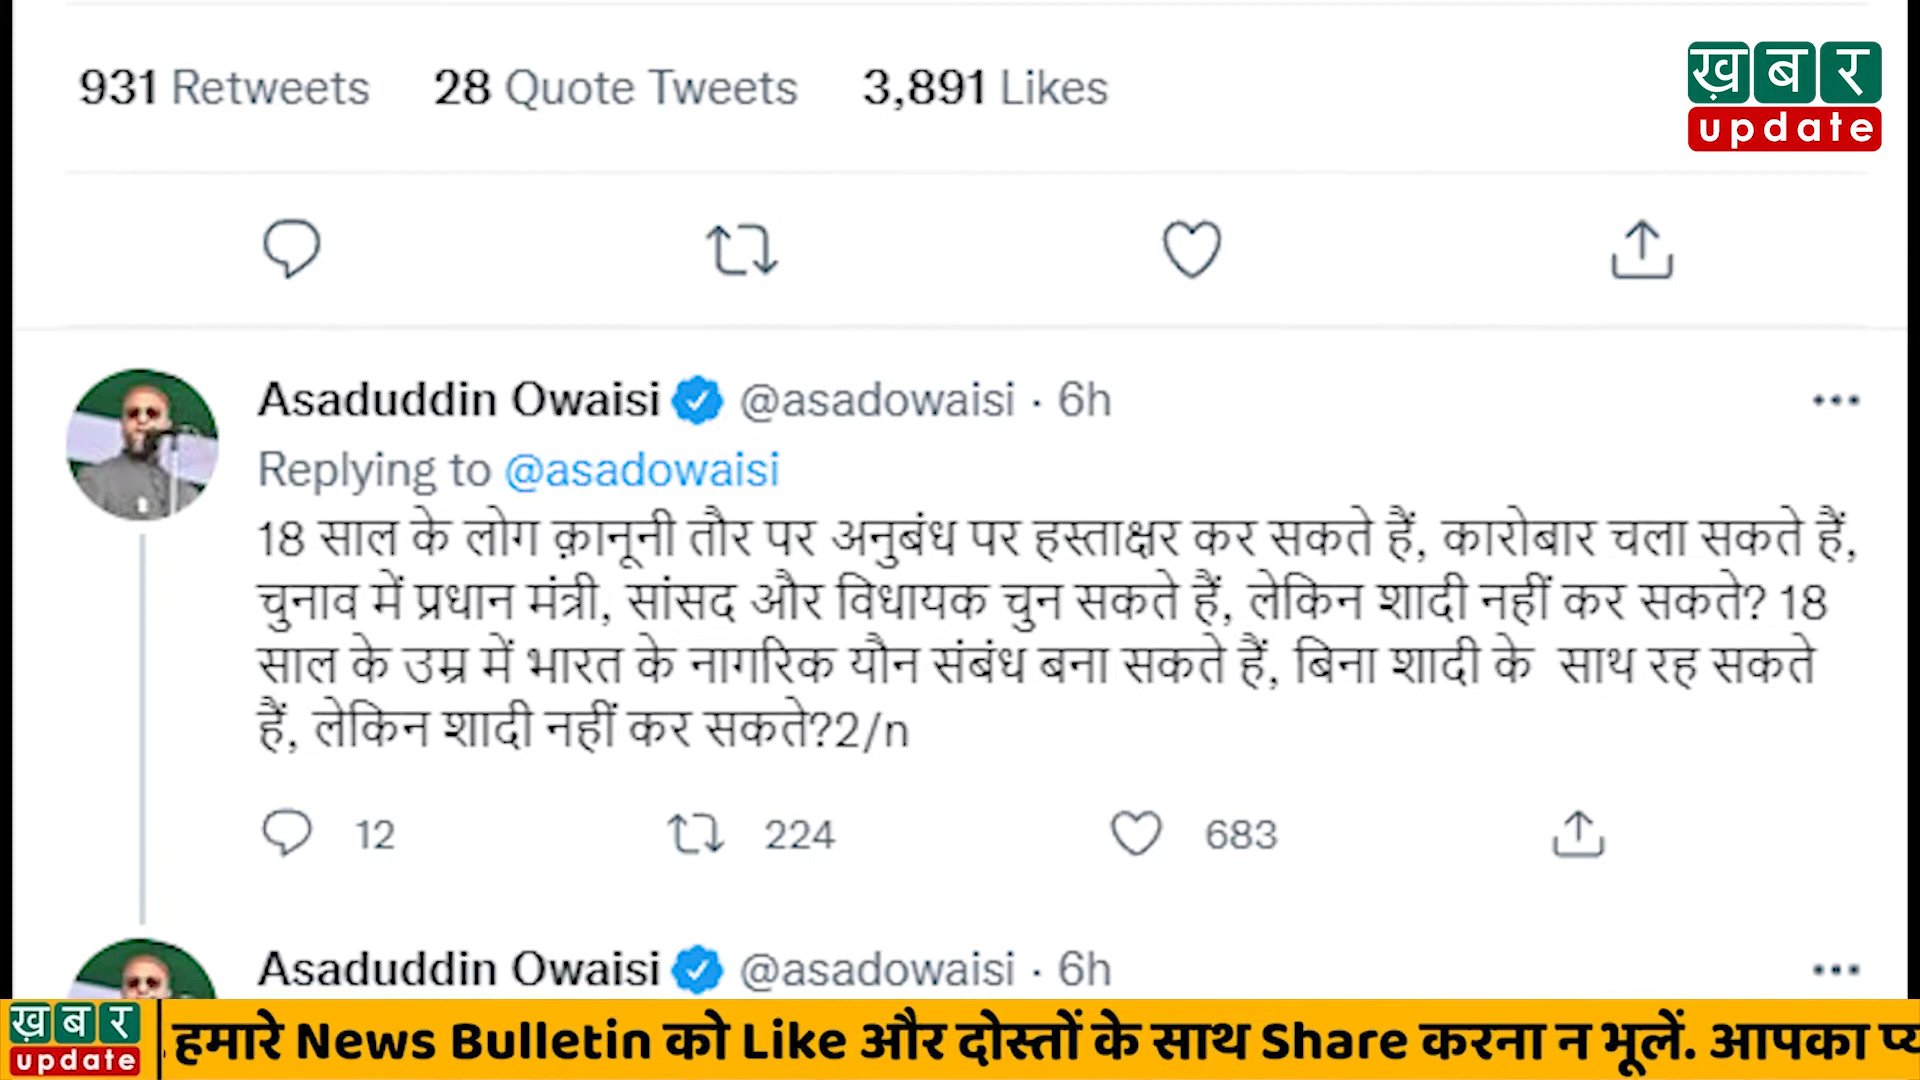 931 Retweets 28 Quote Tweets 3,891 Likes
ख़बर
update
Asaduddin Owaisi @asadowaisi · 6h
Replying to @asadowaisi
18 साल के लोग क़ानूनी तौर पर अनुबंध पर हस्ताक्षर कर सकते हैं, कारोबार चला सकते हैं,
चुनाव में प्रधान मंत्री, सांसद और विधायक चुन सकते हैं, लेकिन शादी नहीं कर सकते? 18
साल के उम्र में भारत के नागरिक यौन संबंध बना सकते हैं, बिना शादी के साथ रह सकते
हैं, लेकिन शादी नहीं कर सकते?2/n
12 224 683
Asaduddin Owaisi @asadowaisi · 6h
ख़बर
update
हमारे News Bulletin को Like और दोस्तों के साथ Share करना न भूलें. आपका